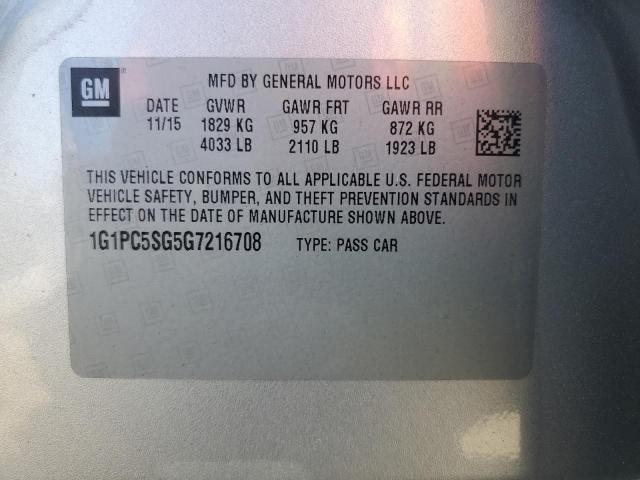 GM
MFD BY GENERAL MOTORS LLC
DATE GVWR GAWR FRT GAWR RR
11/15 1829 KG 957 KG 872 KG
4033 LB 2110 LB 1923 LB
THIS VEHICLE CONFORMS TO ALL APPLICABLE U.S. FEDERAL MOTOR
VEHICLE SAFETY, BUMPER, AND THEFT PREVENTION STANDARDS IN
EFFECT ON THE DATE OF MANUFACTURE SHOWN ABOVE.
1G1PC5SG5G7216708 TYPE: PASS CAR